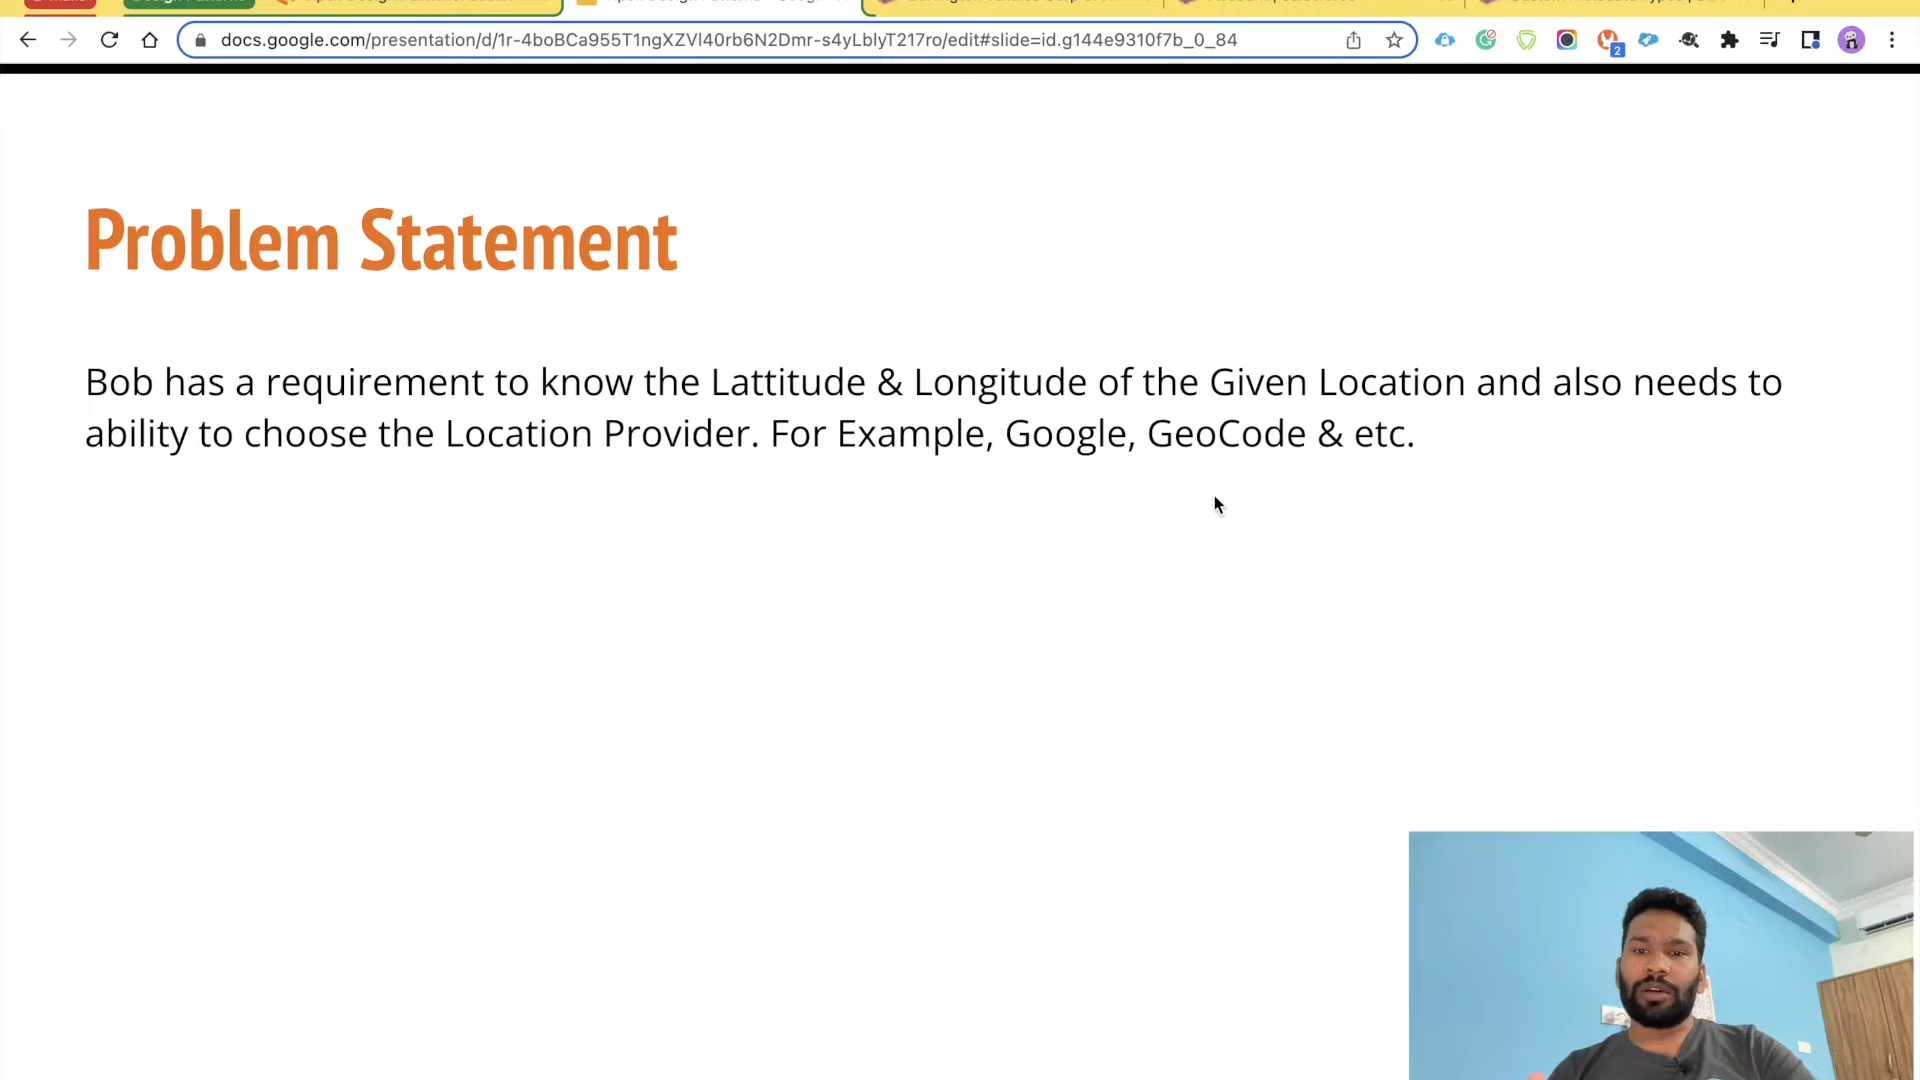 docs.google.com/presentation/d/1r-4boBCa955T1ngXZVl40rb6N2Dmr-s4yLblyT217ro/edit#slide=id.g144e9310f7b_0_84
2
Problem Statement
Bob has a requirement to know the Lattitude & Longitude of the Given Location and also needs to
ability to choose the Location Provider. For Example, Google, GeoCode & etc.